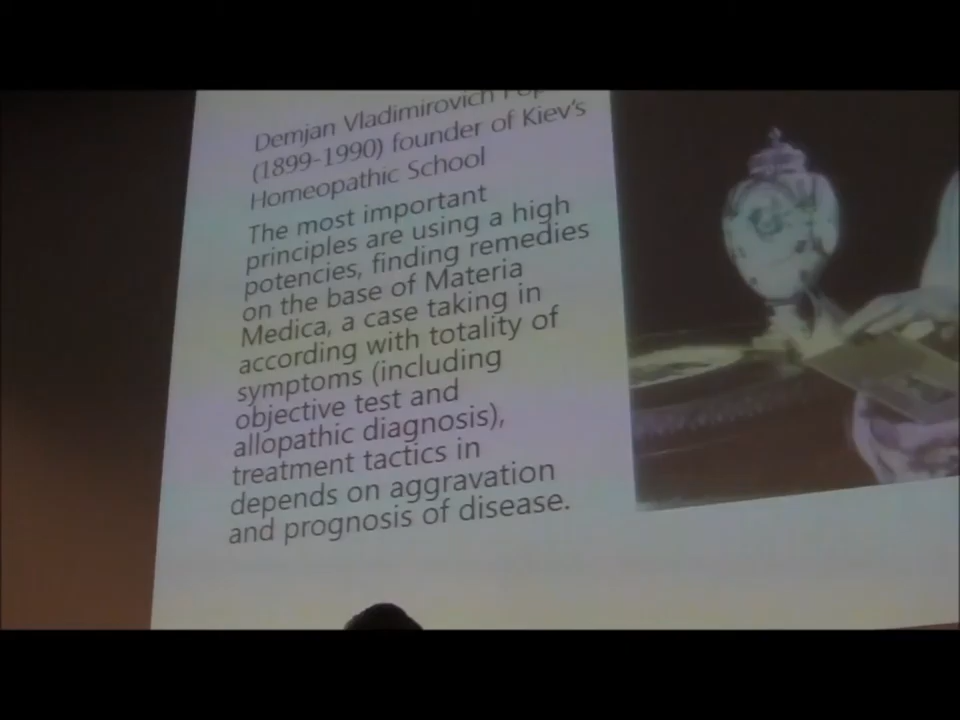 Demjan Vladimirovich
(1899-1990) founder of Kiev's
Homeopathic School
The most important
principles are using a high
potencies, finding remedies
on the base of Materia
Medica, a case taking in
according with totality of
symptoms (including
objective test and
allopathic diagnosis),
treatment tactics in
depends on aggravation
and prognosis of disease.